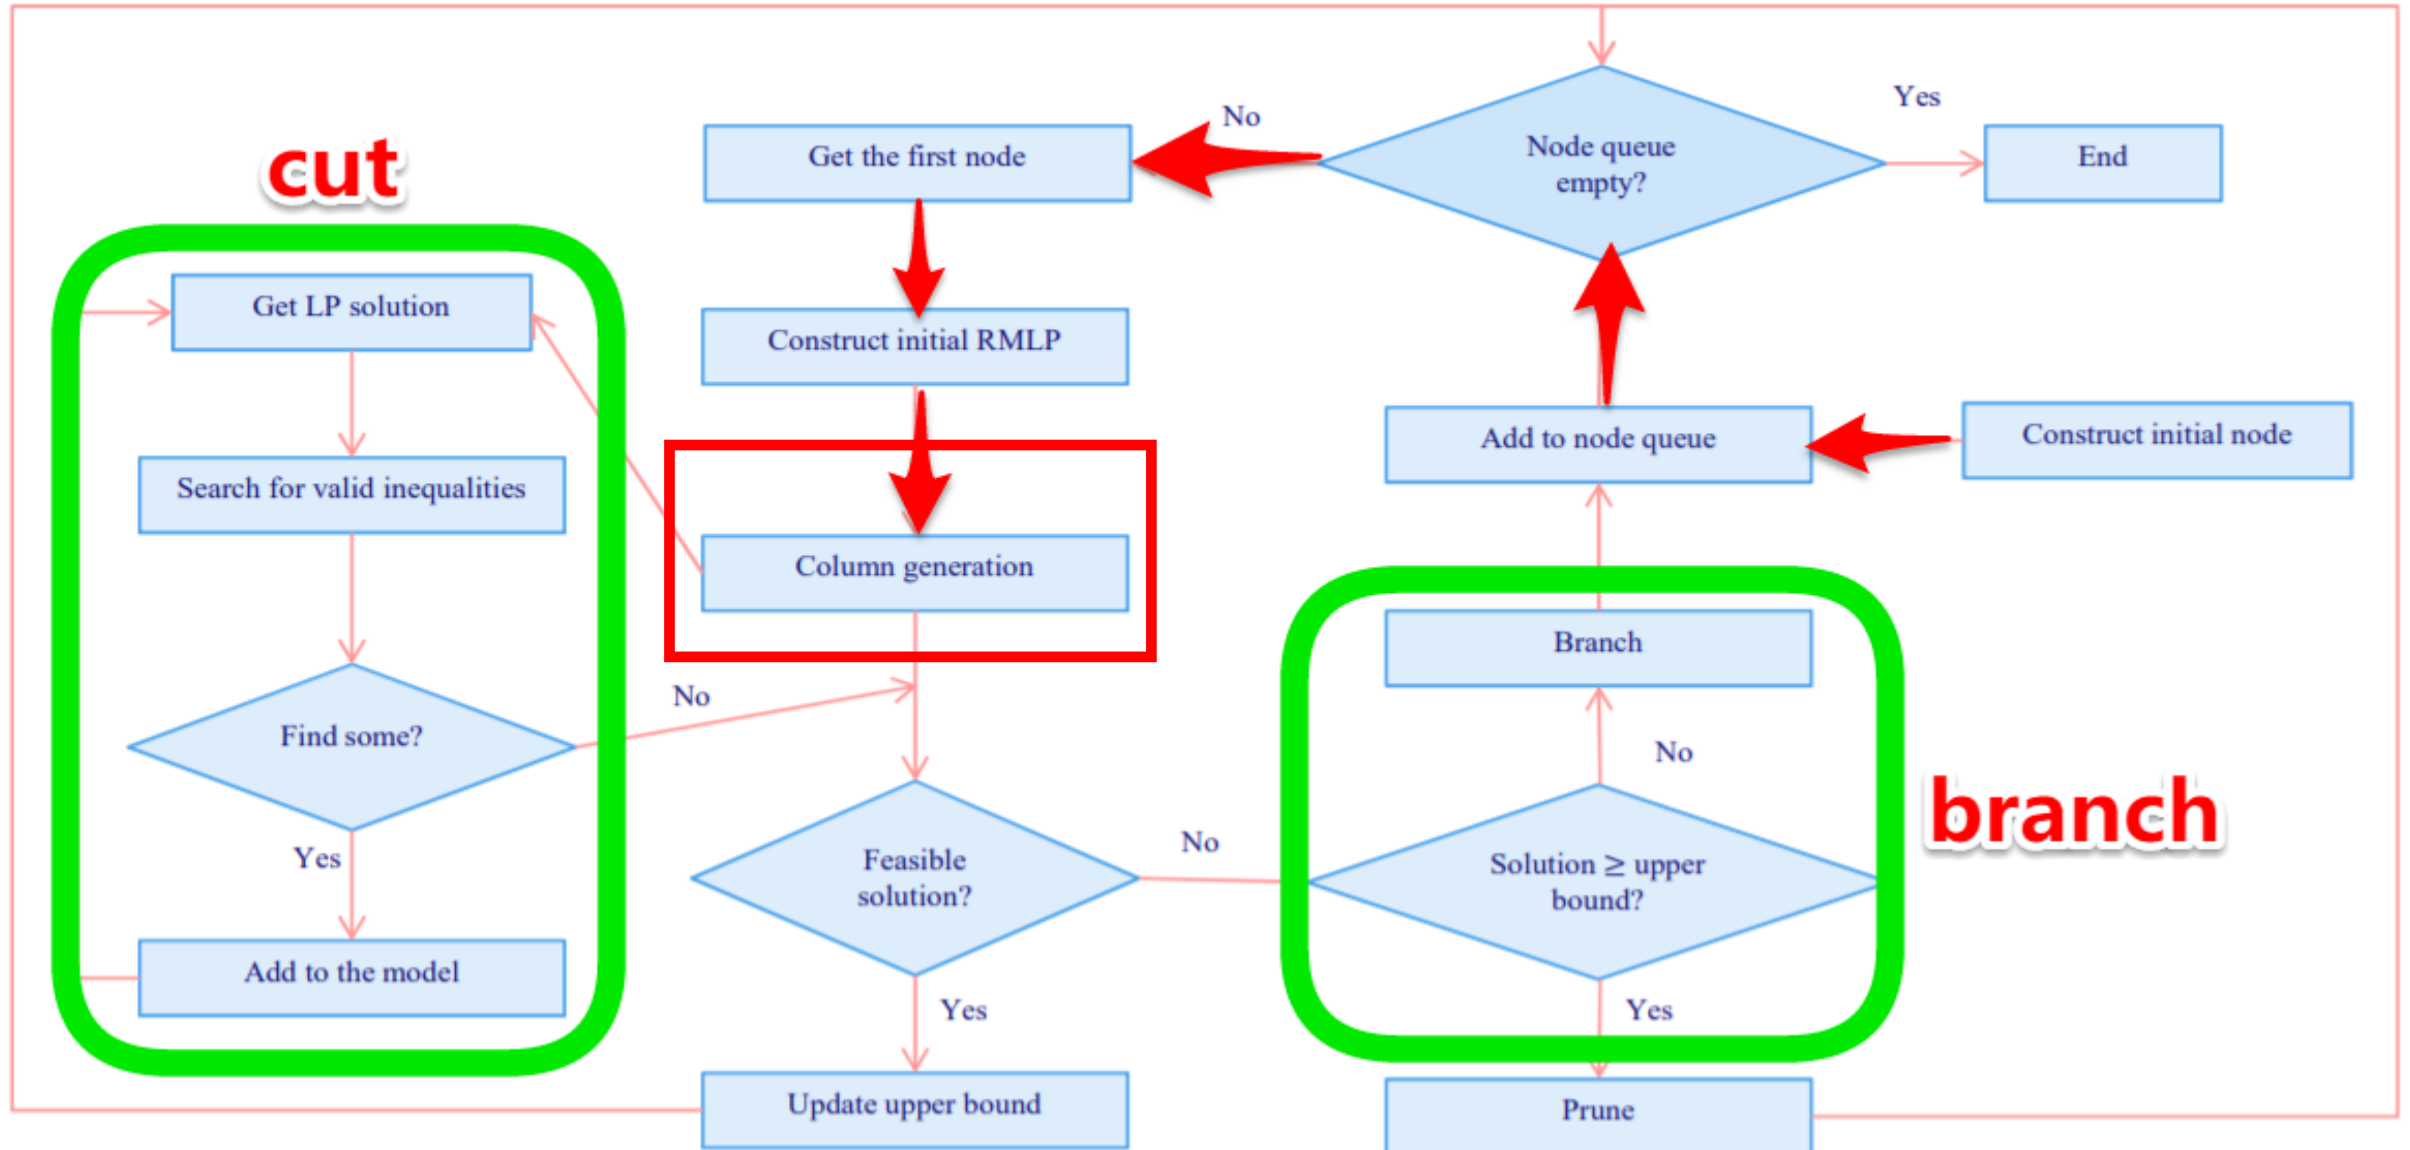 cut
Get LP solution
Search for valid inequalities
Find some?
No
Yes
Add to the model
Get the first node
Construct initial RMLP
Column generation
Feasible
solution?
No
Yes
Update upper bound
No
Node queue
empty?
Yes
End
Add to node queue
Construct initial node
Branch
No
Solution ≥ upper
bound?
Yes
Prune
branch